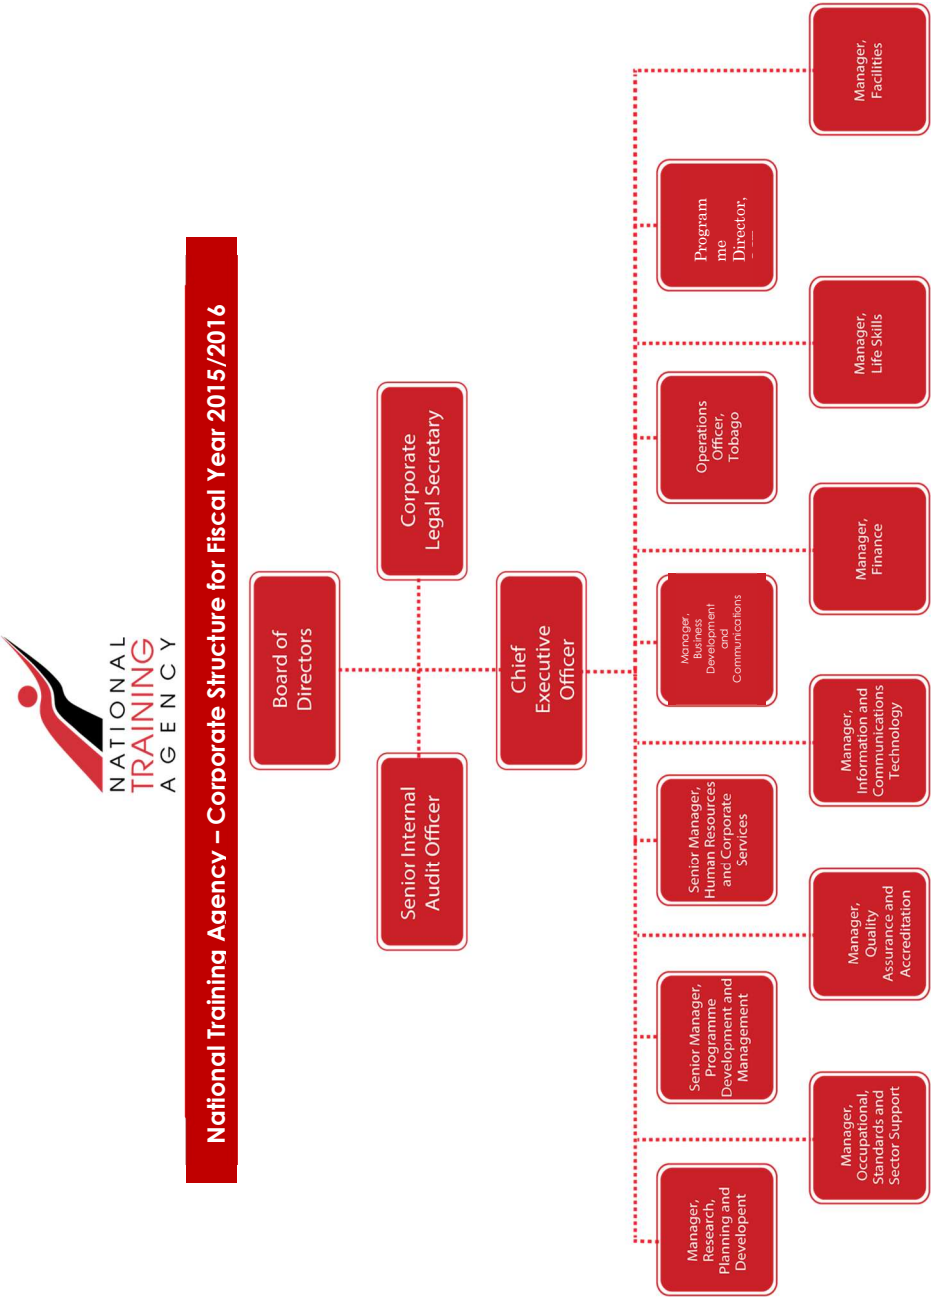 NATIONAL
TRAINING
AGENCY
National Training Agency – Corporate Structure for Fiscal Year 2015/2016
Board of
Directors
Senior Internal
Audit Officer
Corporate
Legal Secretary
Chief
Executive
Officer
Manager,
Research,
Planning and
Developent
Senior Manager,
Programme
Development and
Management
Senior Manager,
Human Resources
and Corporate
Services
Manager,
Business
Development
and
Communications
Operations
Officer,
Tobago
Program
me
Director,
Manager,
Occupational,
Standards and
Sector Support
Manager,
Quality
Assurance and
Accreditation
Manager,
Information and
Communications
Technology
Manager,
Finance
Manager,
Life Skills
Manager,
Facilities